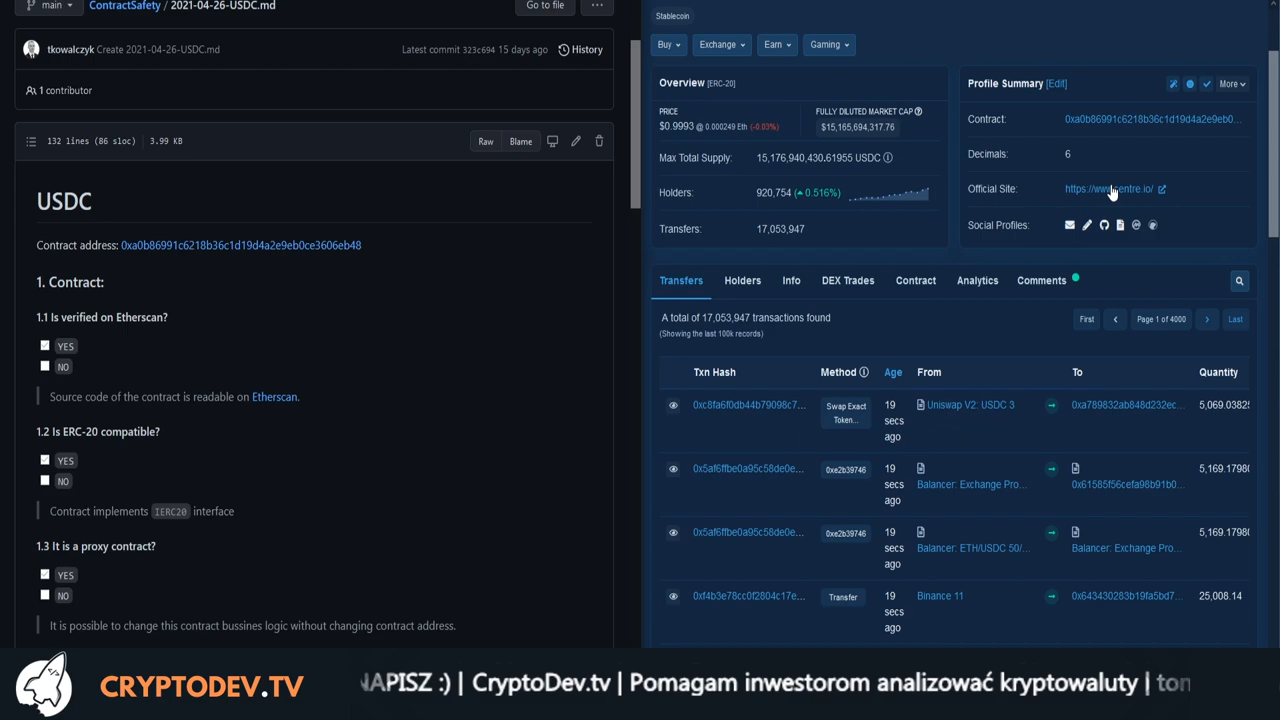 main
ContractSafety / 2021-04-26-USDC.md
Go to file
...
tkowalczyk Create 2021-04-26-USDC.md
Latest commit 323c694 15 days ago
History
1 contributor
132 lines (86 sloc)
3.99 KB
Raw
Blame
USDC
Contract address: 0xa0b86991c6218b36c1d19d4a2e9eb0ce3606eb48
1. Contract:
1.1 Is verified on Etherscan?
YES
NO
Source code of the contract is readable on Etherscan.
1.2 Is ERC-20 compatible?
YES
NO
Contract implements IERC20 interface
1.3 It is a proxy contract?
YES
NO
It is possible to change this contract bussines logic without changing contract address.
Stablecoin
Buy
Exchange
Earn
Gaming
Overview [ERC-20]
PRICE
$0.9993 @ 0.000249 Eth (-0.03%)
FULLY DILUTED MARKET CAP
$15,165,694,317.76
Max Total Supply:
15,176,940,430.61955 USDC
Holders:
920,754 (0.516%)
Transfers:
17,053,947
Profile Summary [Edit]
More
Contract:
0xa0b86991c6218b36c1d19d4a2e9eb0...
Decimals:
6
Official Site:
https://www.centre.io/
Social Profiles:
Transfers
Holders
Info
DEX Trades
Contract
Analytics
Comments
A total of 17,053,947 transactions found
(Showing the last 100k records)
First
Page 1 of 4000
Last
Txn Hash
Method
Age
From
To
Quantity
0xc8fa6f0db44b79098c7...
Swap Exact
Token...
19
secs
ago
Uniswap V2: USDC 3
0xa789832ab848d232ec...
5,069.03825
0x5af6ffbe0a95c58de0e...
0xe2b39746
19
secs
ago
Balancer: Exchange Pro...
0x61585f56cefa98b91b0...
5,169.17980
0x5af6ffbe0a95c58de0e...
0xe2b39746
19
secs
ago
Balancer: ETH/USDC 50/...
Balancer: Exchange Pro...
5,169.17980
0xf4b3e78cc0f2804c17e...
Transfer
19
secs
ago
Binance 11
0x643430283b19fa5bd7...
25,008.14
CRYPTODEV.TV
NAPISZ :) | CryptoDev.tv | Pomagam inwestorom analizować kryptowaluty | tom